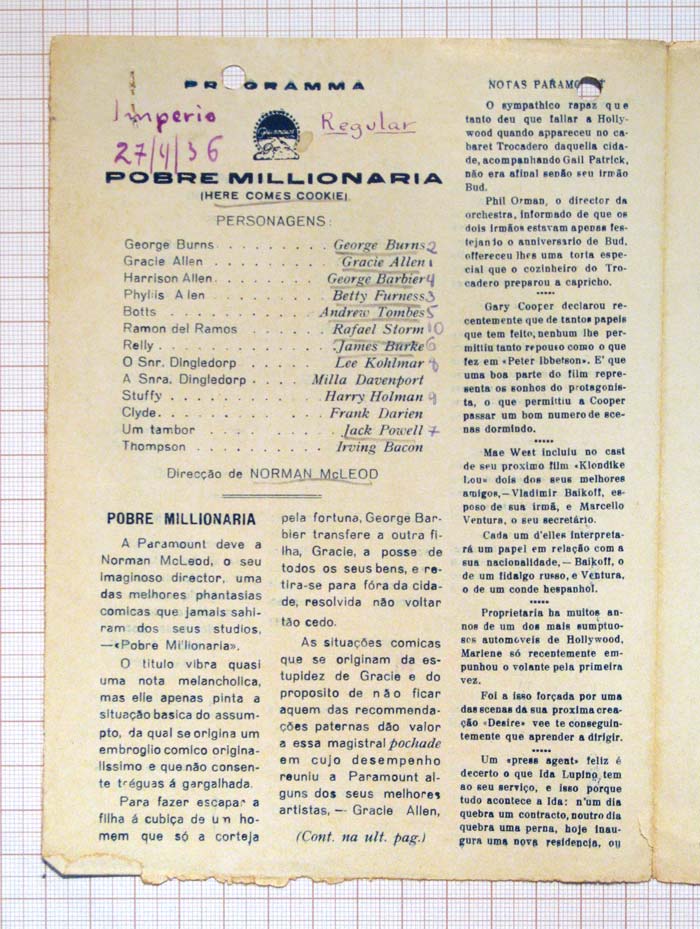 PROGRAMMA
Imperio
27/4/36
Paramount
Regular
POBRE MILLIONARIA
(HERE COMES COOKIE)
PERSONAGENS:
George Burns . . . . . . . . George Burns 2
Gracie Allen . . . . . . . . Gracie Allen 1
Harrison Allen . . . . . . . George Barbier 4
Phyllis Allen . . . . . . . Betty Furness 3
Botts . . . . . . . . Andrew Tombes 5
Ramon del Ramos . . . . . . Rafael Storm 10
Relly . . . . . . . . James Burke 6
O Snr. Dingledorp . . . . . Lee Kohlmar 8
A Snra. Dingledorp . . . . Milla Davenport
Stuffy . . . . . . . . Harry Holman 9
Clyde . . . . . . . . Frank Darien
Um tambor . . . . . . . Jack Powell 7
Thompson . . . . . . . . Irving Bacon
Direcção de NORMAN McLEOD
POBRE MILLIONARIA
A Paramount deve a
Norman McLeod, o seu
imaginoso director, uma
das melhores phantasias
comicas que jamais sahi-
ram dos seus studios,
—«Pobre Millionaria».
O titulo vibra quasi
uma nota melancholica,
mas elle apenas pinta a
situação basica do assum-
pto, da qual se origina um
embroglio comico origina-
lissimo e que não consen-
te tréguas á gargalhada.
Para fazer escapar a
filha á cubiça de um ho-
mem que só a corteja
pela fortuna, George Bar-
bier transfere a outra fi-
lha, Gracie, a posse de
todos os seus bens, e re-
tira-se para fóra da cida-
de, resolvida não voltar
tão cedo.
As situações comicas
que se originam da es-
tupidez de Gracie e do
proposito de não ficar
aquem das recommenda-
ções paternas dão valor
a essa magistral pochade
em cujo desempenho
reuniu a Paramount al-
guns dos seus melhores
artistas, — Gracie Allen,
(Cont. na ult. pag.)
NOTAS PARAMOUNT
O sympathico rapaz que
tanto deu que fallar a Holly-
wood quando appareceu no ca-
baret Trocadero daquella cida-
de, acompanhando Gail Patrick,
não era afinal senão seu irmão
Bud.
Phil Orman, o director da
orchestra, informado de que os
dois irmãos estavam apenas fes-
tejanto o anniversario de Bud,
offereceu lhes uma torta espe-
cial que o cozinheiro do Tro-
cadero preparou a capricho.
•••••
Gary Cooper declarou re-
centemente que de tantos papeis
que tem feito, nenhum lhe per-
mittiu tanto repouso como o que
fez em «Peter Ibbetson». E' que
uma boa parte do film repre-
senta os sonhos do protagonis-
ta, o que permittiu a Cooper
passar um bom numero de sce-
nas dormindo.
•••••
Mae West incluiu no cast
de seu proximo film «Klondike
Lou» dois dos seus melhores
amigos,—Vladimir Baikoff, es-
poso de sua irmã, e Marcello
Ventura, o seu secretário.
Cada um d'elles interpreta-
rá um papel em relação com a
sua nacionalidade,— Baikoff, o
de um fidalgo russo, e Ventura,
o de um conde hespanhol.
•••••
Proprietaria ha muitos an-
nos de um dos mais sumptuo-
sos automoveis de Hollywood,
Marlene só recentemente em-
punhou o volante pela primeira
vez.
Foi a isso forçada por uma
das scenas da sua proxima crea-
ção «Desire» vee te conseguin-
temente que aprender a dirigir.
•••••
Um «press agent» feliz é
decerto o que Ida Lupino tem
ao seu serviço, e isso porque
tudo acontece a Ida: n'um dia
quebra um contracto, noutro dia
quebra uma perna, hoje inau-
gura uma nova residencia, ou